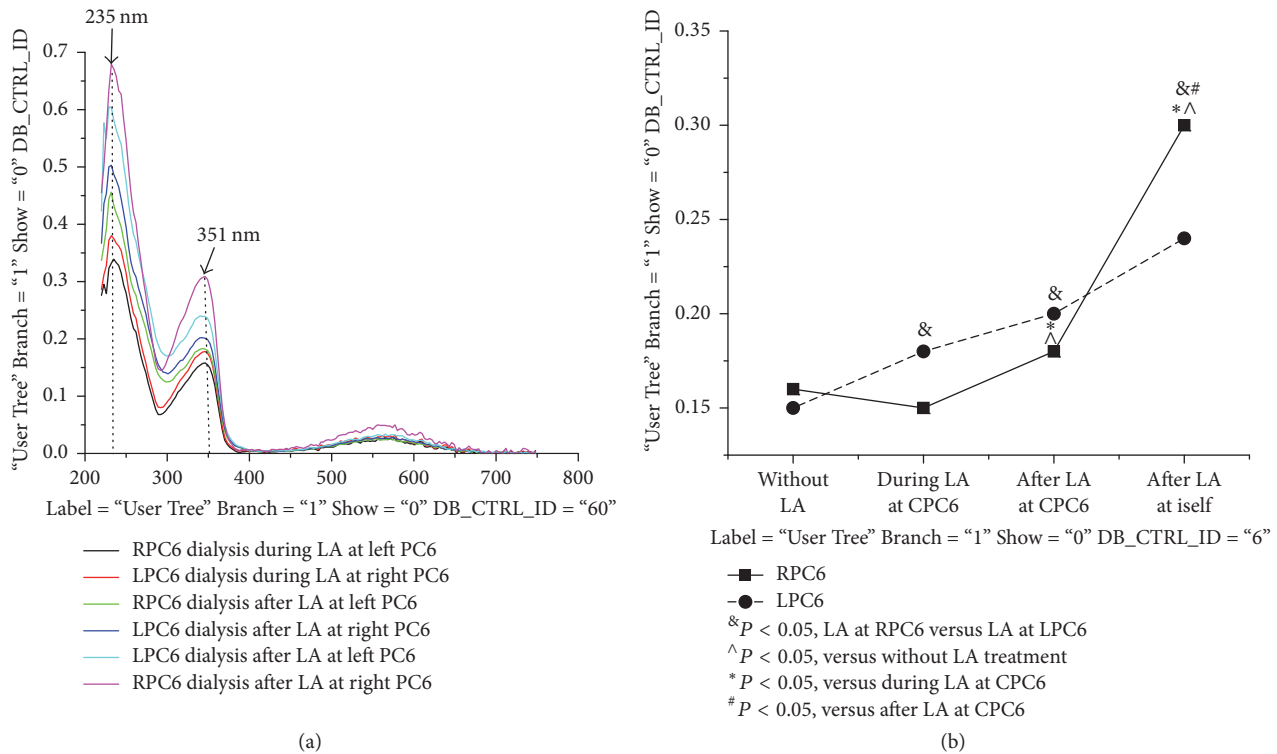 235 nm
351 nm
"User Tree" Branch = "1" Show = "0" DB_CTRL_ID
0.7
0.6
0.5
0.4
0.3
0.2
0.1
0.0
200 300 400 500 600 700 800
Label = "User Tree" Branch = "1" Show = "0" DB_CTRL_ID = "60"
RPC6 dialysis during LA at left PC6
LPC6 dialysis during LA at right PC6
RPC6 dialysis after LA at left PC6
LPC6 dialysis after LA at right PC6
LPC6 dialysis after LA at left PC6
RPC6 dialysis after LA at right PC6
(a)
"User Tree" Branch = "1" Show = "0" DB_CTRL_ID
0.35
0.30
0.25
0.20
0.15
&#
*^
&
*
^
&
Without LA
During LA at CPC6
After LA at CPC6
After LA at iself
Label = "User Tree" Branch = "1" Show = "0" DB_CTRL_ID = "6"
RPC6
LPC6
&P < 0.05, LA at RPC6 versus LA at LPC6
^P < 0.05, versus without LA treatment
*P < 0.05, versus during LA at CPC6
#P < 0.05, versus after LA at CPC6
(b)